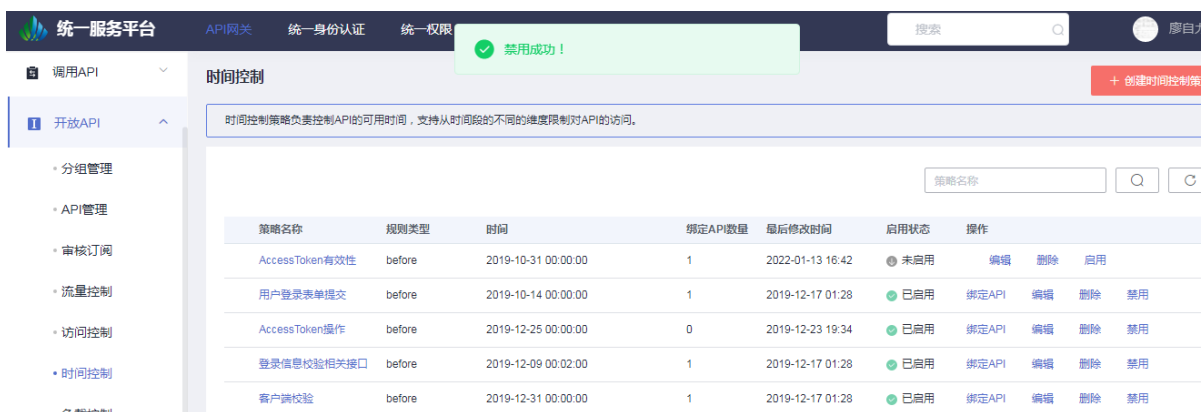 统一服务平台 API网关 统一身份认证 统一权限 搜索
禁用成功！
调用API
时间控制
+ 创建时间控制策
开放API
时间控制策略负责控制API的可用时间，支持从时间段的不同的维度限制对API的访问。
分组管理
策略名称
API管理
策略名称 规则类型 时间 绑定API数量 最后修改时间 启用状态 操作
审核订阅
AccessToken有效性 before 2019-10-31 00:00:00 1 2022-01-13 16:42 未启用 编辑 删除 启用
流量控制
用户登录表单提交 before 2019-10-14 00:00:00 1 2019-12-17 01:28 已启用 绑定API 编辑 删除 禁用
访问控制
AccessToken操作 before 2019-12-25 00:00:00 0 2019-12-23 19:34 已启用 绑定API 编辑 删除 禁用
登录信息校验相关接口 before 2019-12-09 00:02:00 1 2019-12-17 01:28 已启用 绑定API 编辑 删除 禁用
时间控制
客户端校验 before 2019-12-31 00:00:00 1 2019-12-17 01:28 已启用 绑定API 编辑 删除 禁用